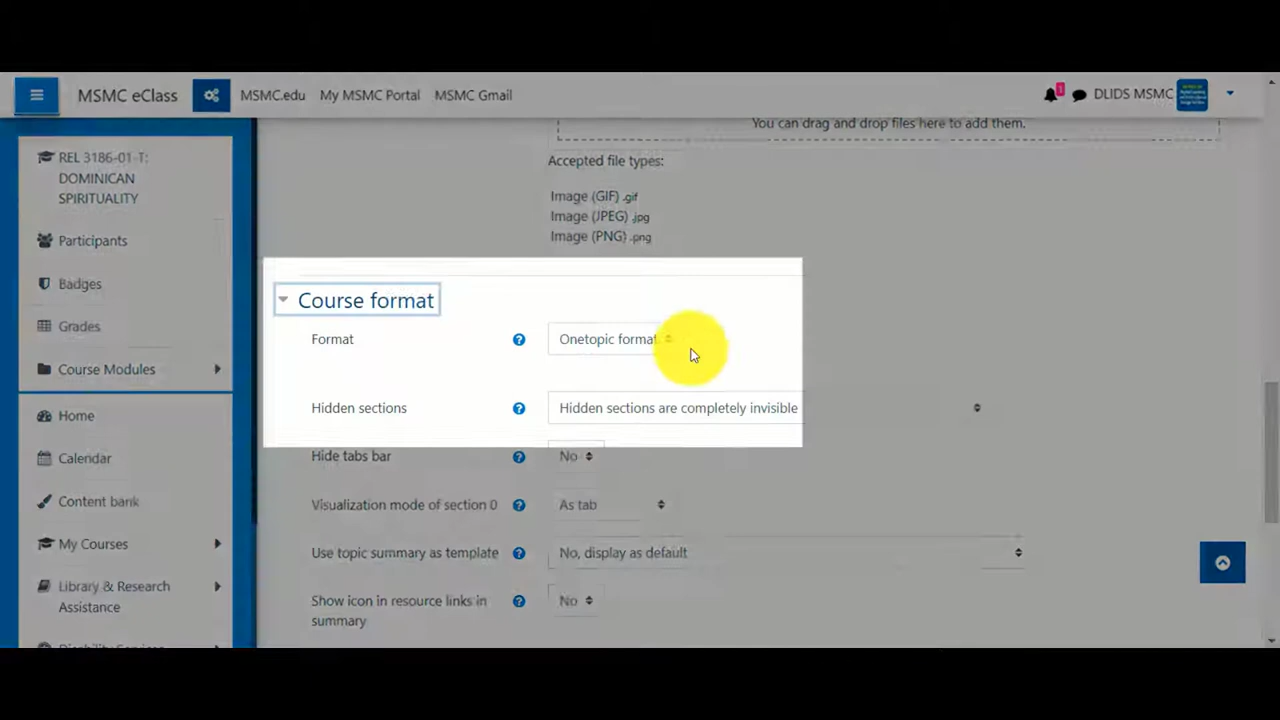 MSMC eClass
MSMC.edu
My MSMC Portal
MSMC Gmail
1
DLIDS MSMC
REL 3186-01-T:
DOMINICAN
SPIRITUALITY
Participants
Badges
Grades
Course Modules
Home
Calendar
Content bank
My Courses
Library & Research
Assistance
You can drag and drop files here to add them.
Accepted file types:
Image (GIF) .gif
Image (JPEG) .jpg
Image (PNG) .png
Course format
Format ? Onetopic format
Hidden sections ? Hidden sections are completely invisible
Hide tabs bar ? No
Visualization mode of section 0 ? As tab
Use topic summary as template ? No, display as default
Show icon in resource links in ? No
summary